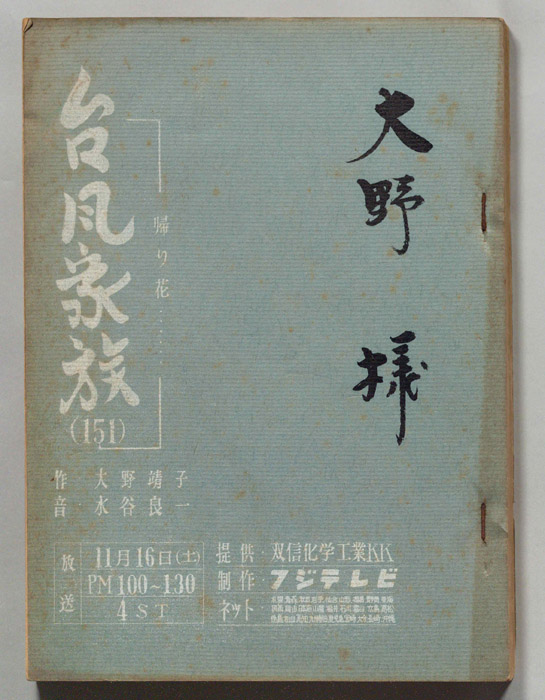 大野様
台風家族
(151)
帰り花……
作・大野靖子
音・水谷良一
放送
11月16日(土)
PM1.00~1.30
4ST
提供・双信化学工業KK
制作・フジテレビ
ネット・